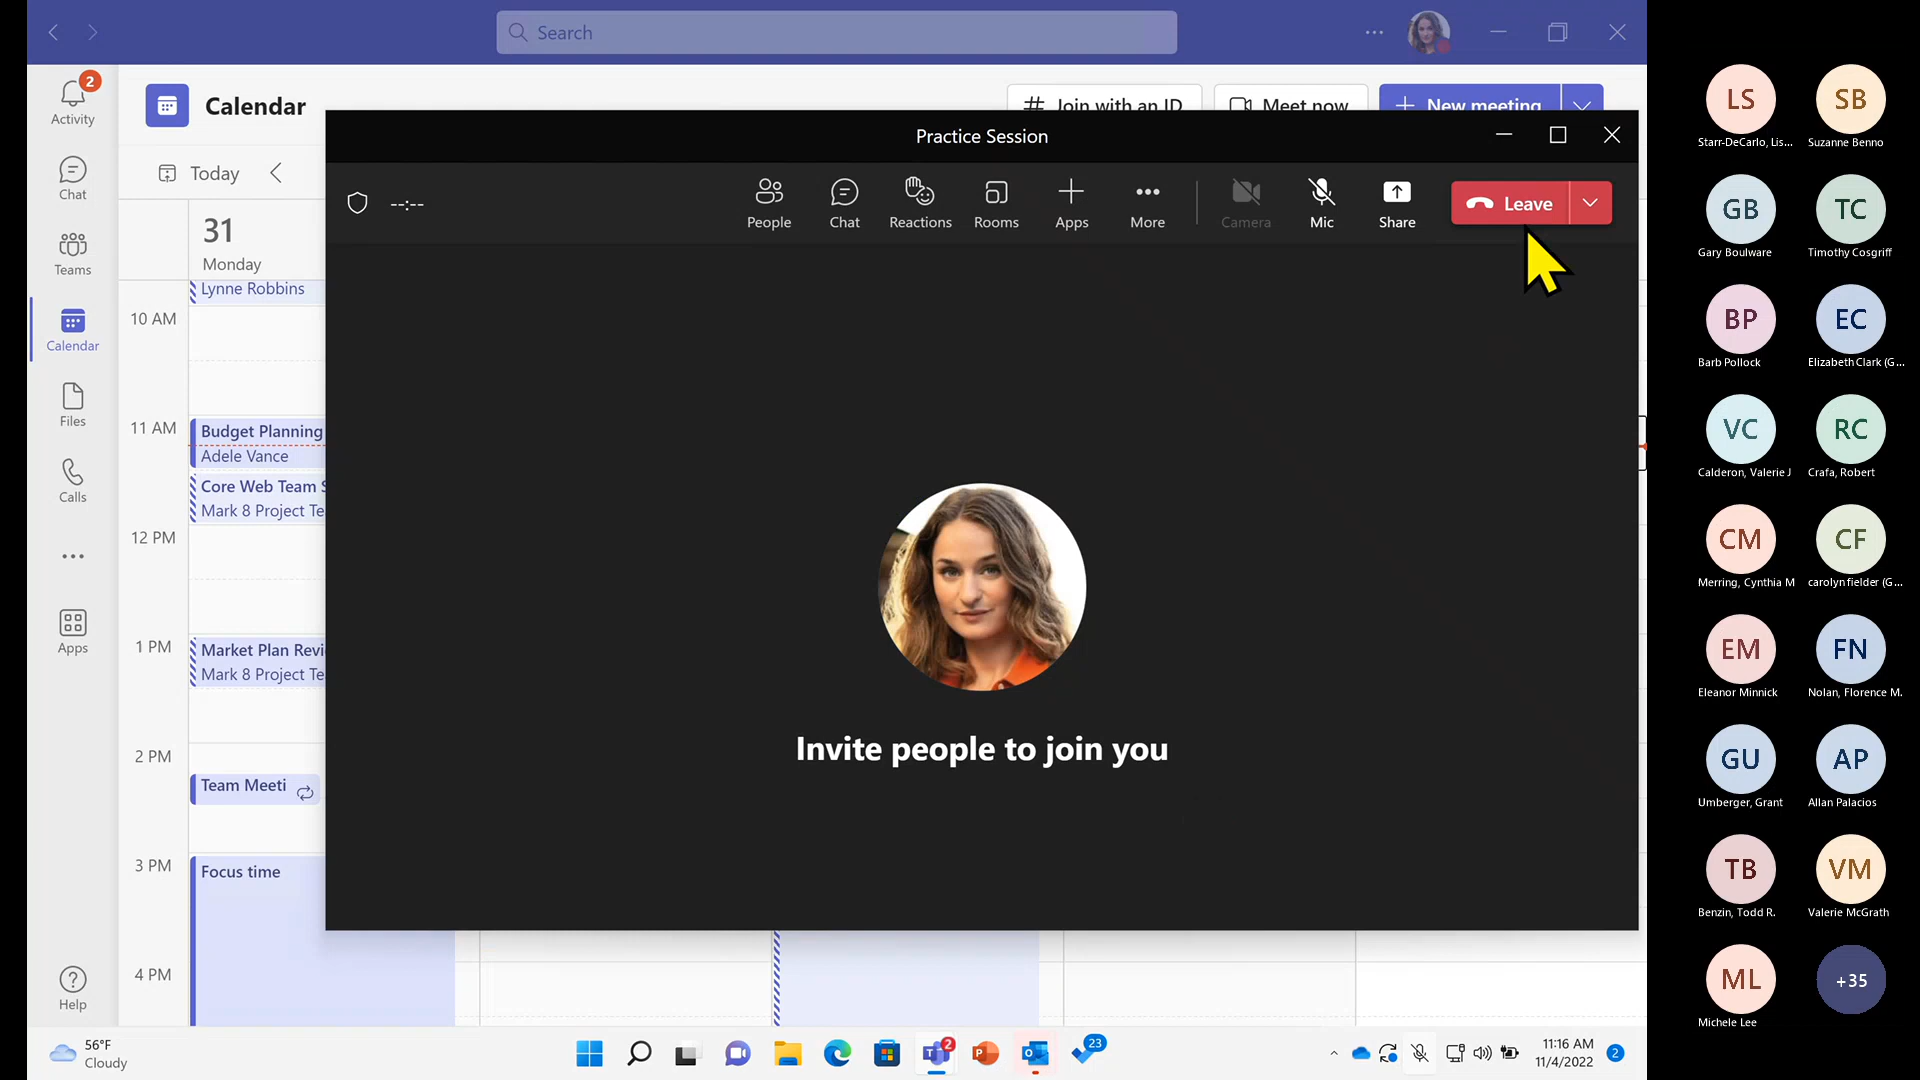 Search
2
Activity
Chat
Teams
Calendar
Files
Calls
Apps
Help
Calendar
Join with an ID
Meet now
New meeting
Today
31
Monday
10 AM
11 AM
12 PM
1 PM
2 PM
3 PM
4 PM
Lynne Robbins
Budget Planning
Adele Vance
Core Web Team S
Mark 8 Project Te
Market Plan Revi
Mark 8 Project Te
Team Meeti
Focus time
Practice Session
--:--
People
Chat
Reactions
Rooms
Apps
More
Camera
Mic
Share
Leave
Invite people to join you
LS
Starr-DeCarlo, Lis...
SB
Suzanne Benno
GB
Gary Boulware
TC
Timothy Cosgriff
BP
Barb Pollock
EC
Elizabeth Clark (G...
VC
Calderon, Valerie J
RC
Crafa, Robert
CM
Merring, Cynthia M
CF
carolyn fielder (G...
EM
Eleanor Minnick
FN
Nolan, Florence M.
GU
Umberger, Grant
AP
Allan Palacios
TB
Benzin, Todd R.
VM
Valerie McGrath
ML
Michele Lee
+35
56°F
Cloudy
2
23
11:16 AM
11/4/2022
2